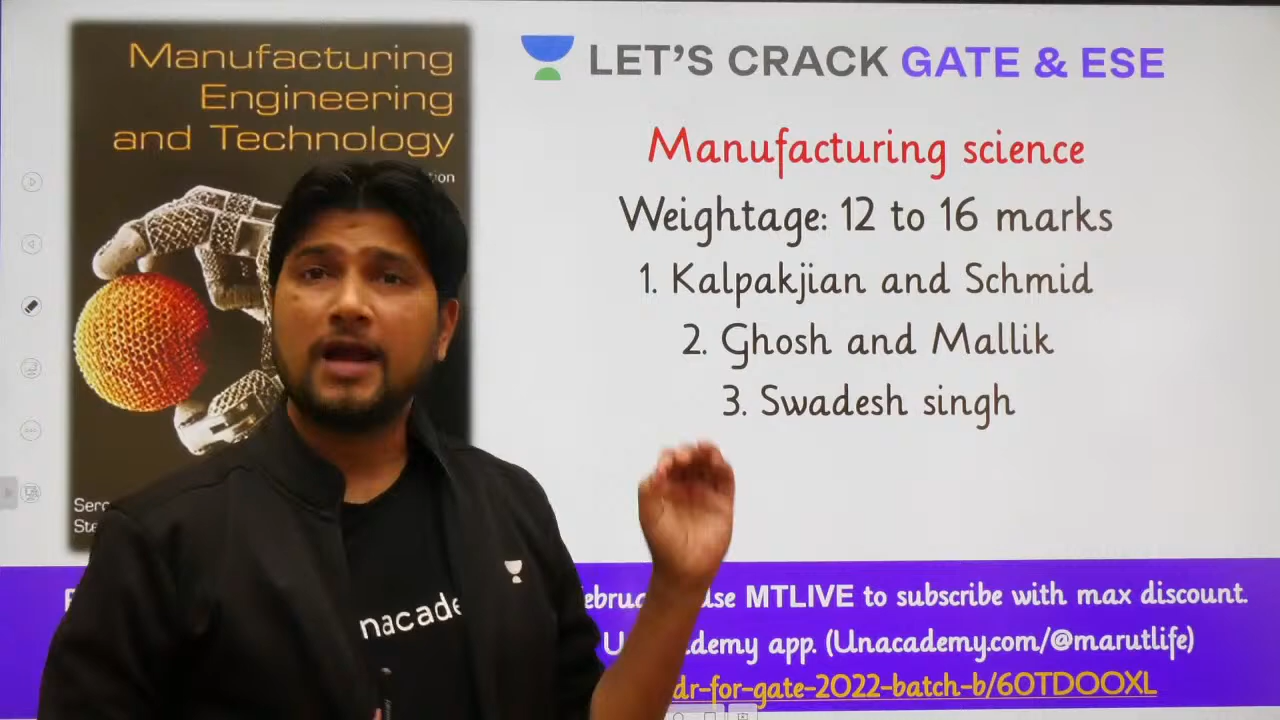 Manufacturing
Engineering
and Technology
LET'S CRACK GATE & ESE
Manufacturing science
Weightage: 12 to 16 marks
1. Kalpakjian and Schmid
2. Ghosh and Mallik
3. Swadesh singh
nacade
MTLIVE to subscribe with max discount.
app. (Unacademy.com/@marutlife)
dr-for-gate-2022-batch-b/6OTDOOXL